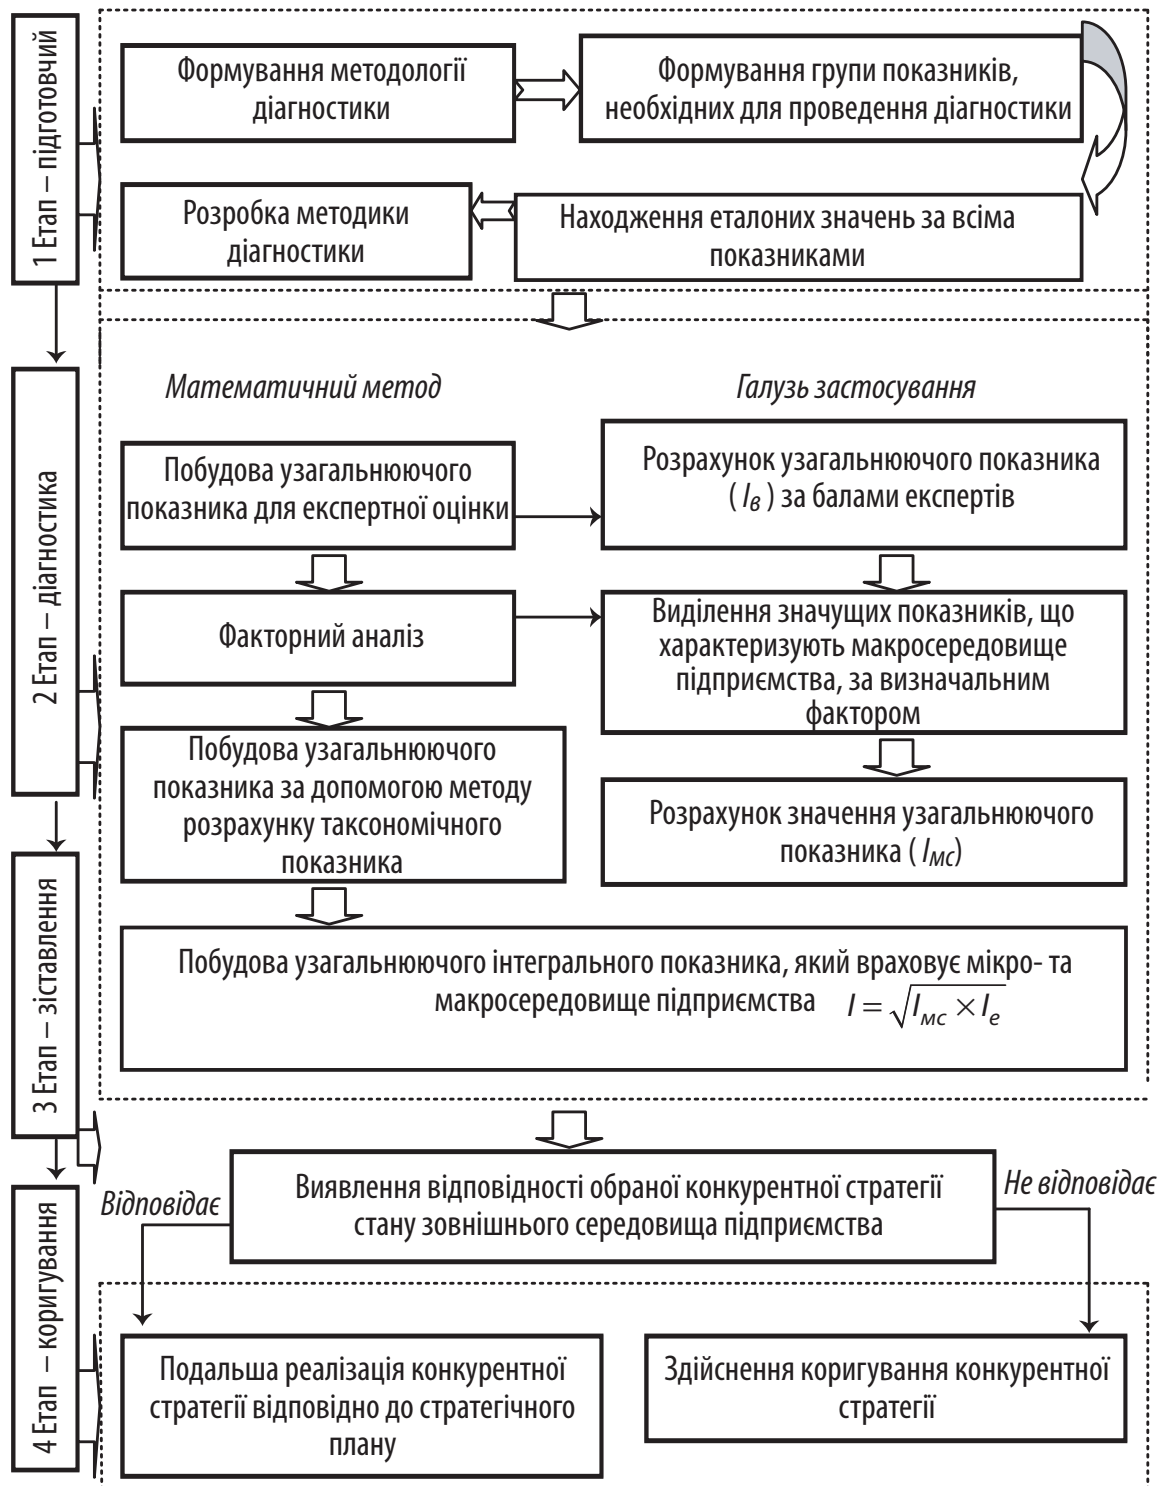 1 Етап – підготовчий
Формування методології
діагностики
Формування групи показників,
необхідних для проведення діагностики
Розробка методики
діагностики
Находження еталоних значень за всіма
показниками
2 Етап – діагностика
Математичний метод
Галузь застосування
Побудова узагальнюючого
показника для експертної оцінки
Розрахунок узагальнюючого показника
( Iв ) за балами експертів
Факторний аналіз
Виділення значущих показників, що
характеризують макросередовище
підприємства, за визначальним
фактором
Побудова узагальнюючого
показника за допомогою методу
розрахунку таксономічного
показника
Розрахунок значення узагальнюючого
показника ( Iмс)
3 Етап – зіставлення
Побудова узагальнюючого інтегрального показника, який враховує мікро- та
макросередовище підприємства I = √Iмс × Iе
Виявлення відповідності обраної конкурентної стратегії
стану зовнішнього середовища підприємства
Відповідає
Не відповідає
4 Етап – коригування
Подальша реалізація конкурентної
стратегії відповідно до стратегічного
плану
Здійснення коригування конкурентної
стратегії